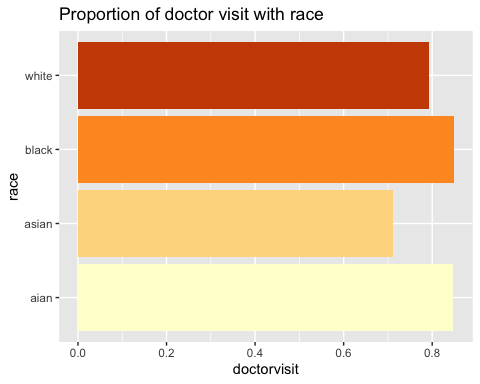 Proportion of doctor visit with race
race
white
black
asian
aian
0.0 0.2 0.4 0.6 0.8
doctorvisit